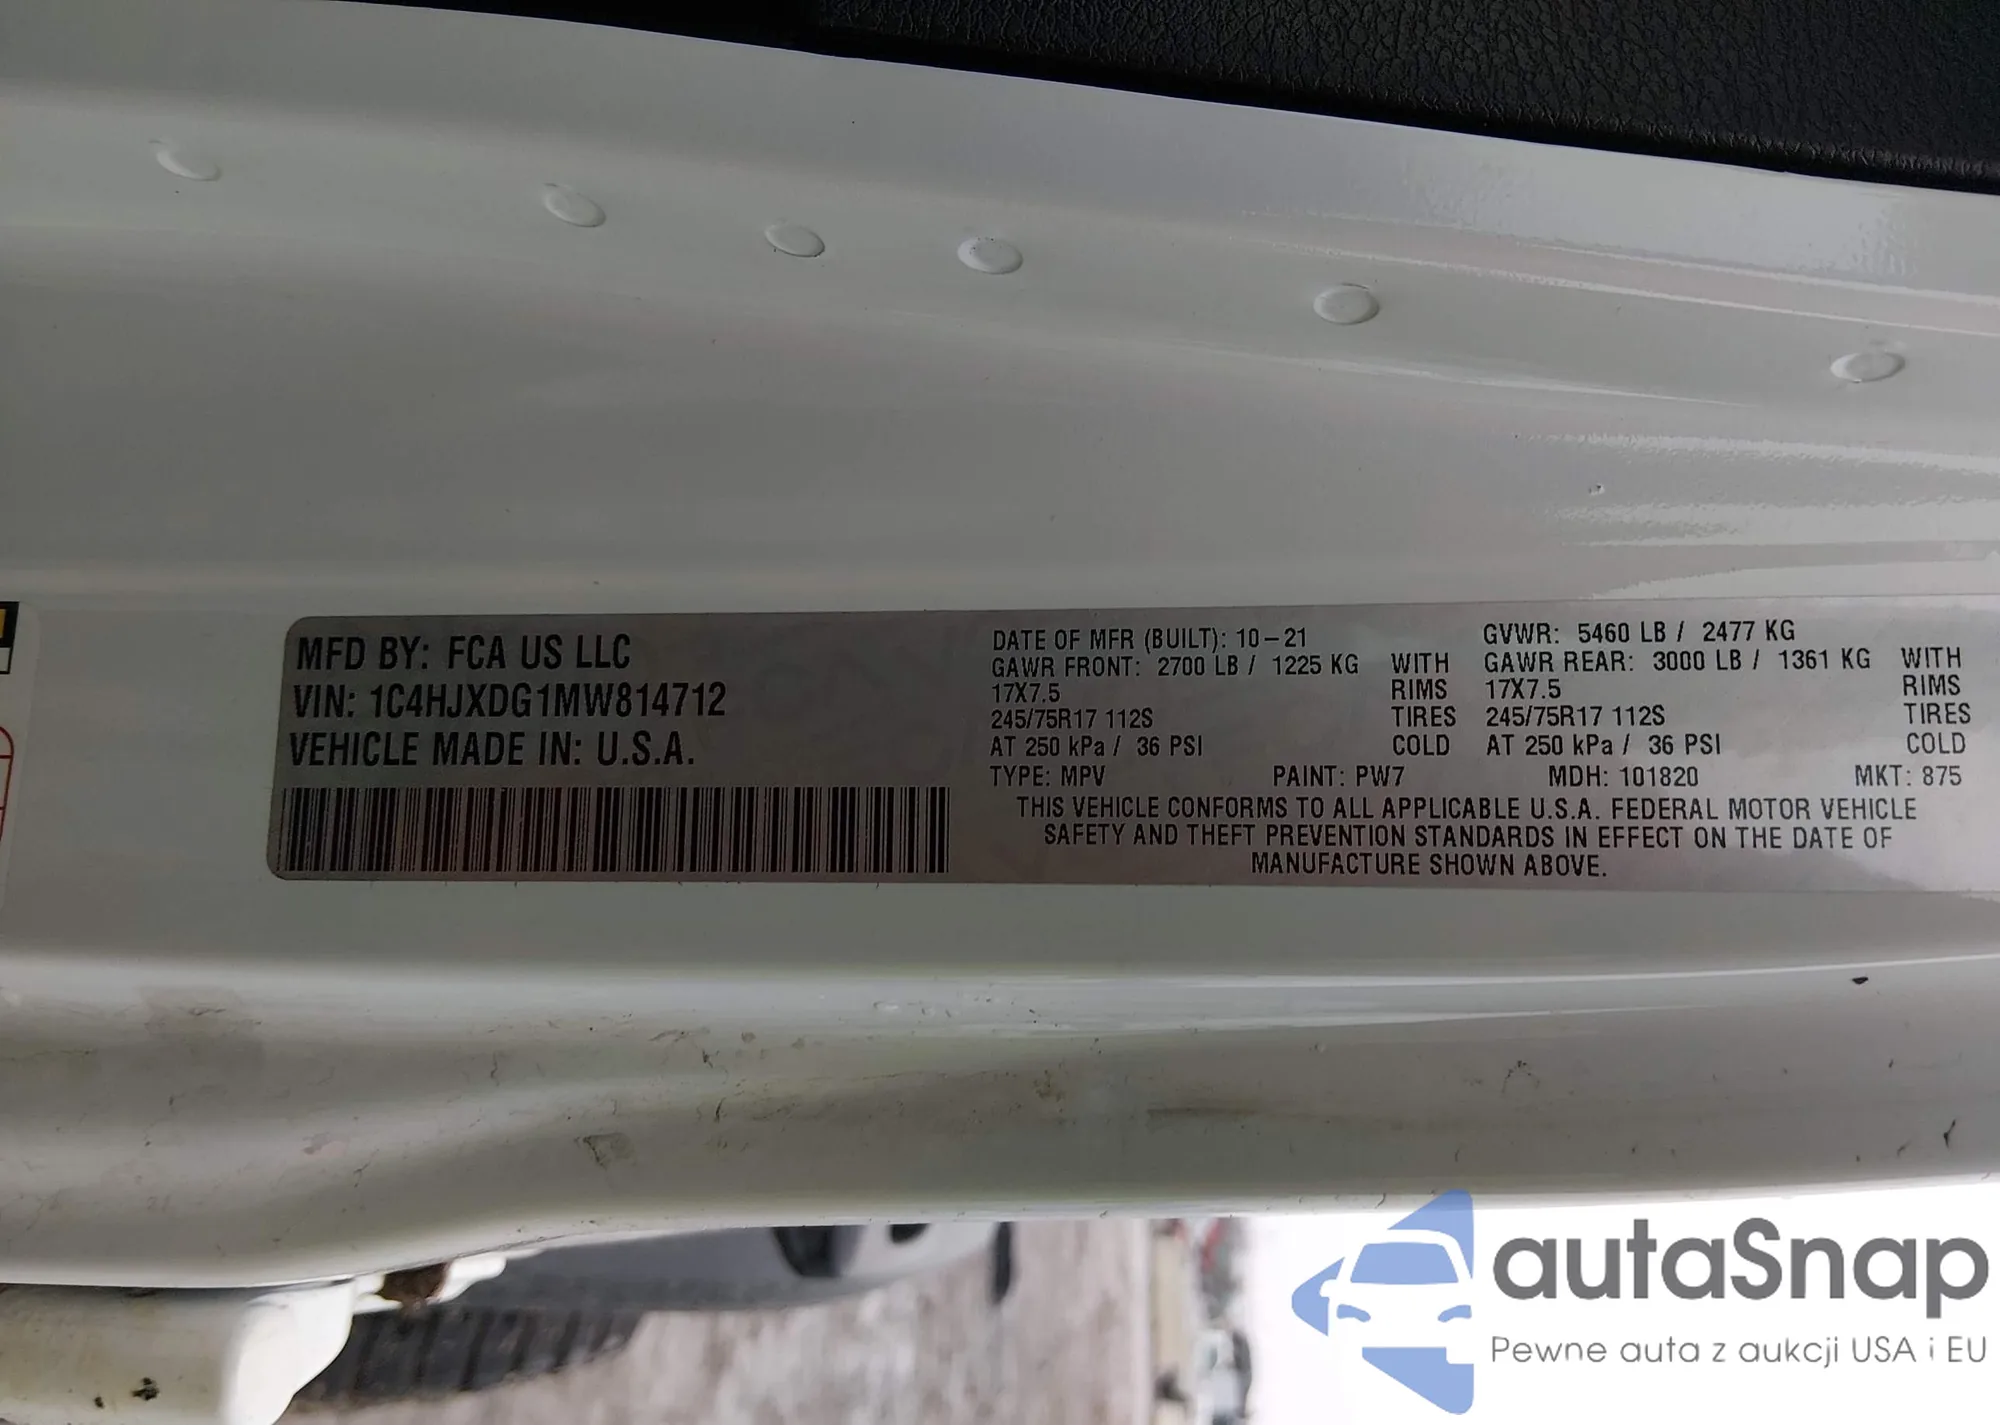 MFD BY: FCA US LLC
VIN: 1C4HJXDG1MW814712
VEHICLE MADE IN: U.S.A.
DATE OF MFR (BUILT): 10-21 GVWR: 5460 LB / 2477 KG
GAWR FRONT: 2700 LB / 1225 KG WITH GAWR REAR: 3000 LB / 1361 KG WITH
17X7.5 RIMS 17X7.5 RIMS
245/75R17 112S TIRES 245/75R17 112S TIRES
AT 250 kPa / 36 PSI COLD AT 250 kPa / 36 PSI COLD
TYPE: MPV PAINT: PW7 MDH: 101820 MKT: 875
THIS VEHICLE CONFORMS TO ALL APPLICABLE U.S.A. FEDERAL MOTOR VEHICLE
SAFETY AND THEFT PREVENTION STANDARDS IN EFFECT ON THE DATE OF
MANUFACTURE SHOWN ABOVE.
autaSnap
Pewne auta z aukcji USA i EU